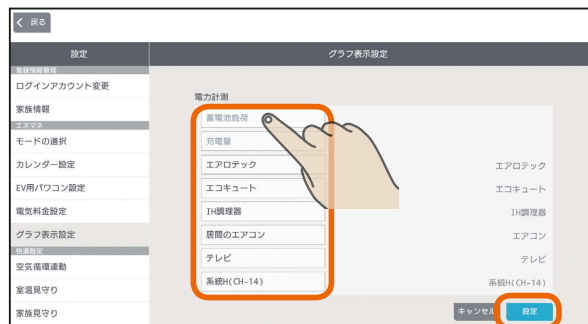 戻る
設定
グラフ表示設定
登録情報管理
ログインアカウント変更
家族情報
エネマネ
モードの選択
カレンダー設定
EV用パワコン設定
電気料金設定
グラフ表示設定
快適設定
空気循環連動
室温見守り
家族見守り
電力計測
蓄電池負荷
充電量
エアロテック エアロテック
エコキュート エコキュート
IH調理器 IH調理器
居間のエアコン エアコン
テレビ テレビ
系統H(CH-14) 系統H(CH-14)
キャンセル 設定